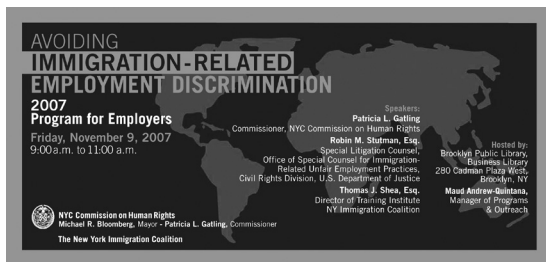 AVOIDING
IMMIGRATION-RELATED
EMPLOYMENT DISCRIMINATION
2007
Program for Employers
Friday, November 9, 2007
9:00 a.m. to 11:00 a.m.
Speakers:
Patricia L. Gatling
Commissioner, NYC Commission on Human Rights
Robin M. Stutman, Esq.
Special Litigation Counsel,
Office of Special Counsel for Immigration-
Related Unfair Employment Practices,
Civil Rights Division, U.S. Department of Justice
Thomas J. Shea, Esq.
Director of Training Institute
NY Immigration Coalition
Hosted by:
Brooklyn Public Library,
Business Library
280 Cadman Plaza West,
Brooklyn, NY
Maud Andrew-Quintana,
Manager of Programs
& Outreach
NYC Commission on Human Rights
Michael R. Bloomberg, Mayor - Patricia L. Gatling, Commissioner
The New York Immigration Coalition